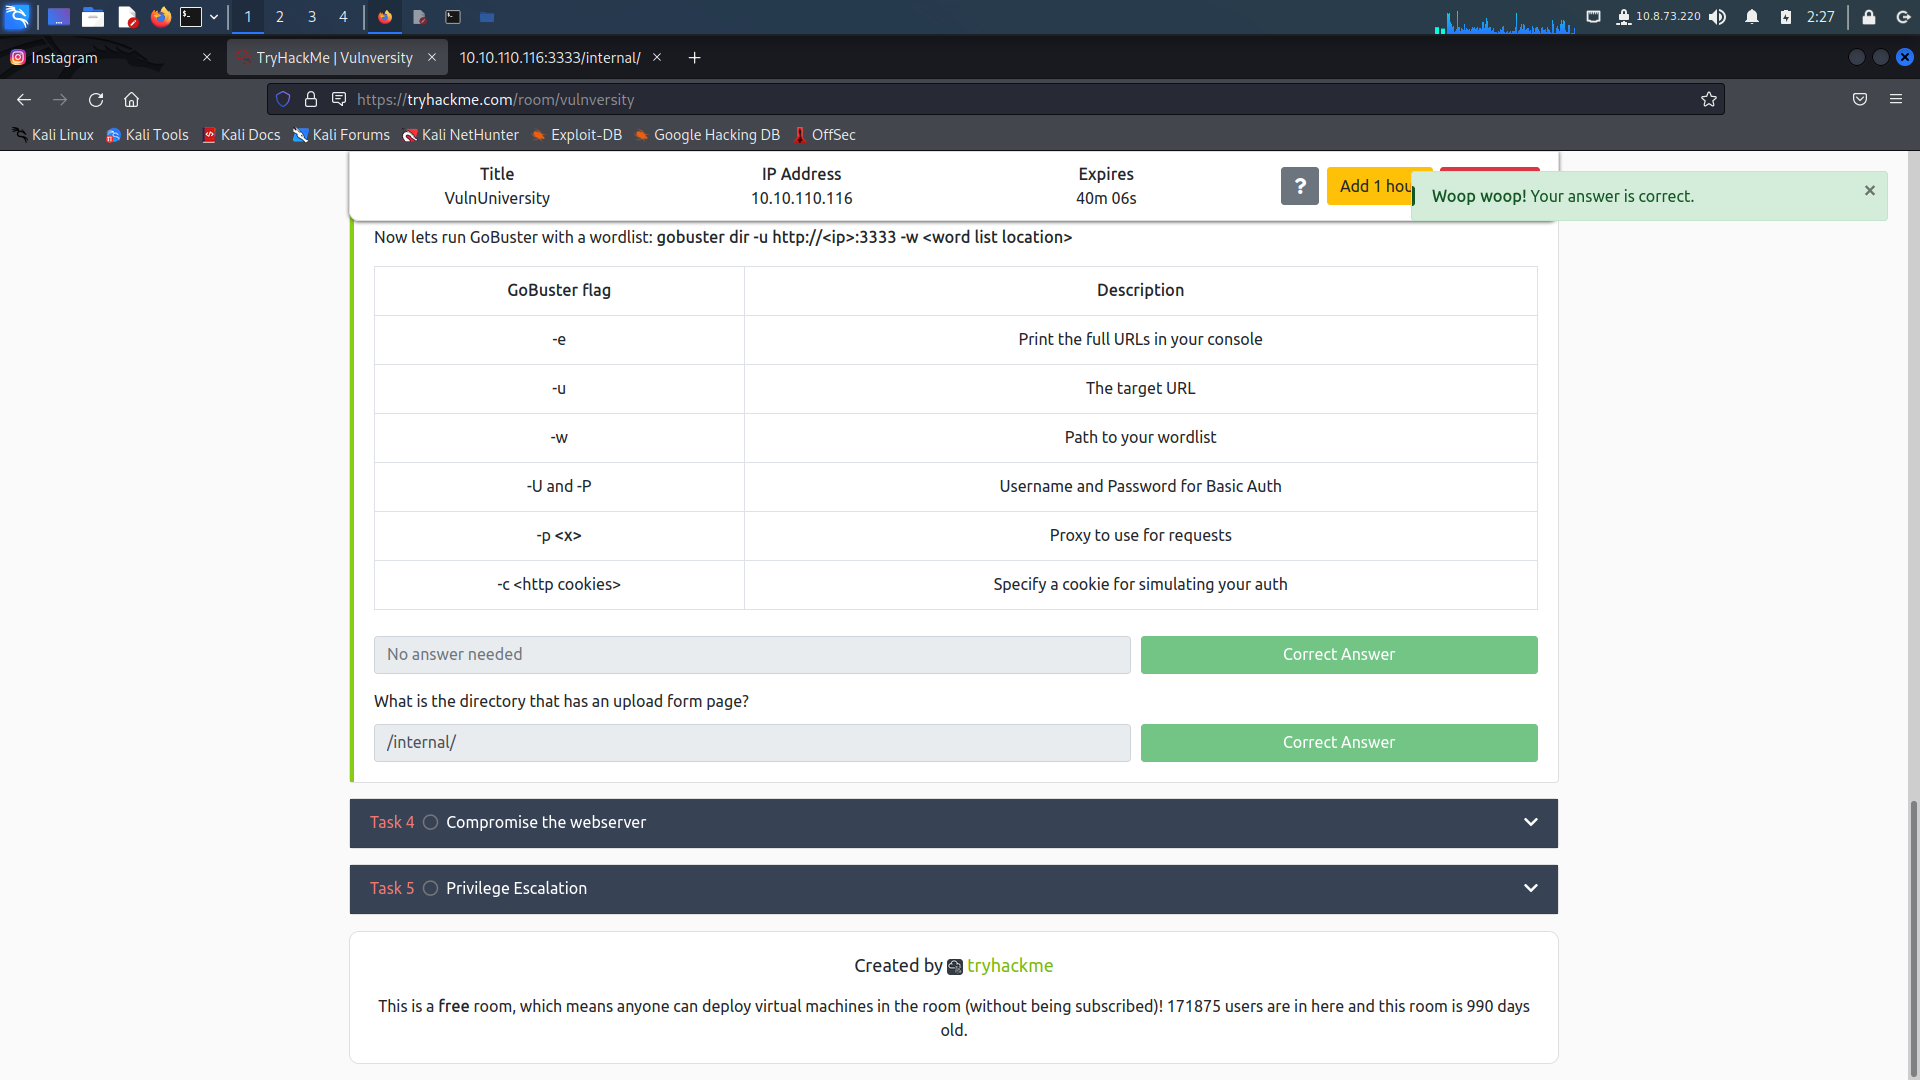 1 2 3 4 10.8.73.220 2:27
Instagram TryHackMe | Vulnversity 10.10.110.116:3333/internal/
https://tryhackme.com/room/vulnversity
Kali Linux Kali Tools Kali Docs Kali Forums Kali NetHunter Exploit-DB Google Hacking DB OffSec
Title IP Address Expires
VulnUniversity 10.10.110.116 40m 06s
? Add 1 hou
Woop woop! Your answer is correct. ×
Now lets run GoBuster with a wordlist: gobuster dir -u http://<ip>:3333 -w <word list location>
GoBuster flag Description
-e Print the full URLs in your console
-u The target URL
-w Path to your wordlist
-U and -P Username and Password for Basic Auth
-p <x> Proxy to use for requests
-c <http cookies> Specify a cookie for simulating your auth
No answer needed Correct Answer
What is the directory that has an upload form page?
/internal/ Correct Answer
Task 4 Compromise the webserver
Task 5 Privilege Escalation
Created by tryhackme
This is a free room, which means anyone can deploy virtual machines in the room (without being subscribed)! 171875 users are in here and this room is 990 days
old.